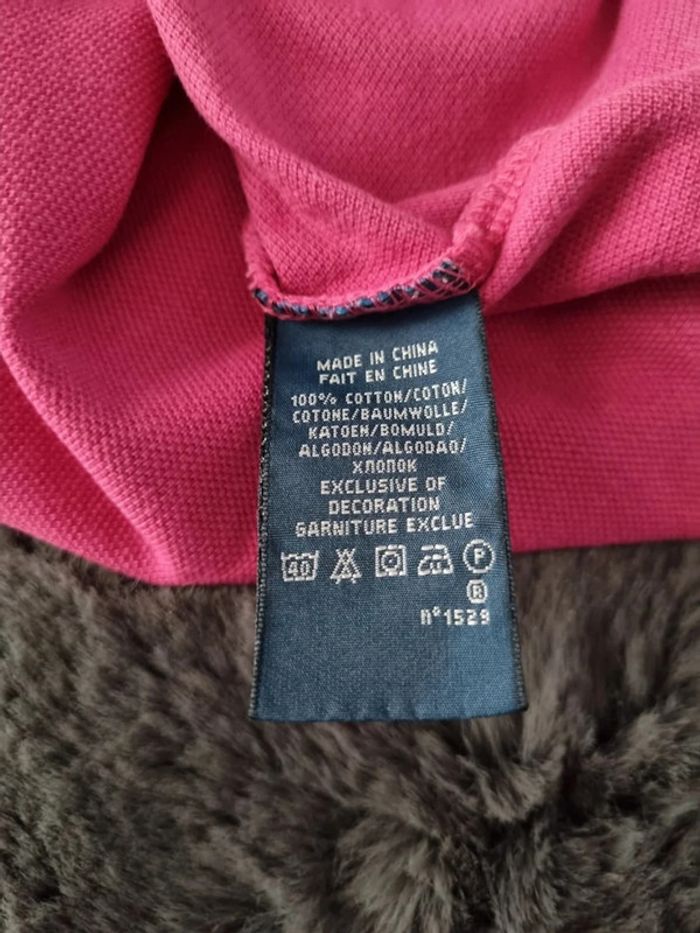 MADE IN CHINA
FAIT EN CHINE
100% COTTON/COTON/
COTONE/BAUMWOLLE/
KATOEN/BOMULD/
ALGODON/ALGODAO/
ХЛОПОК
EXCLUSIVE OF
DECORATION
GARNITURE EXCLUE
40 P
R
n°1529